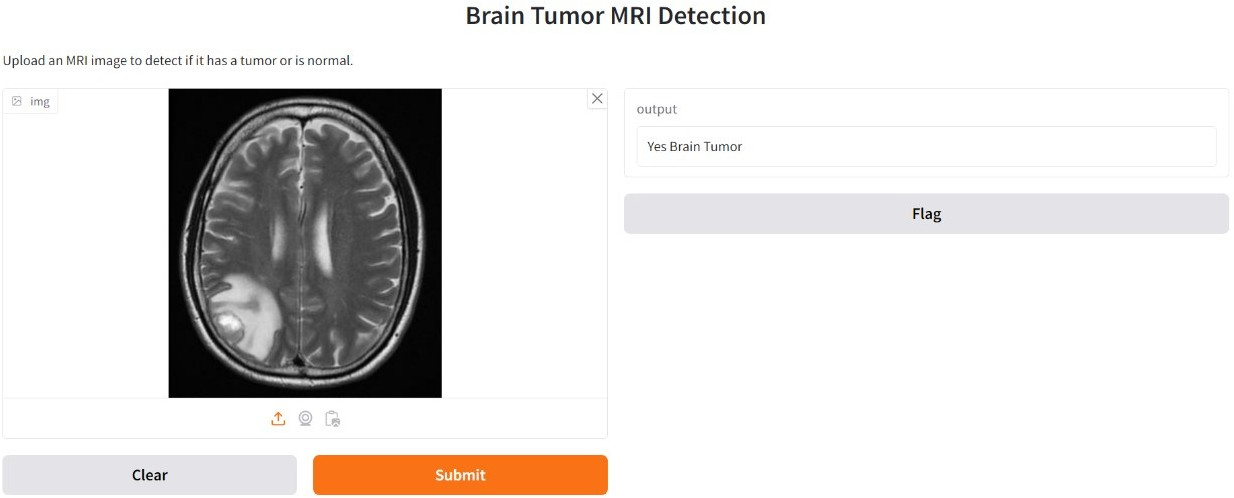 Brain Tumor MRI Detection
Upload an MRI image to detect if it has a tumor or is normal.
img
output
Yes Brain Tumor
Flag
Clear
Submit